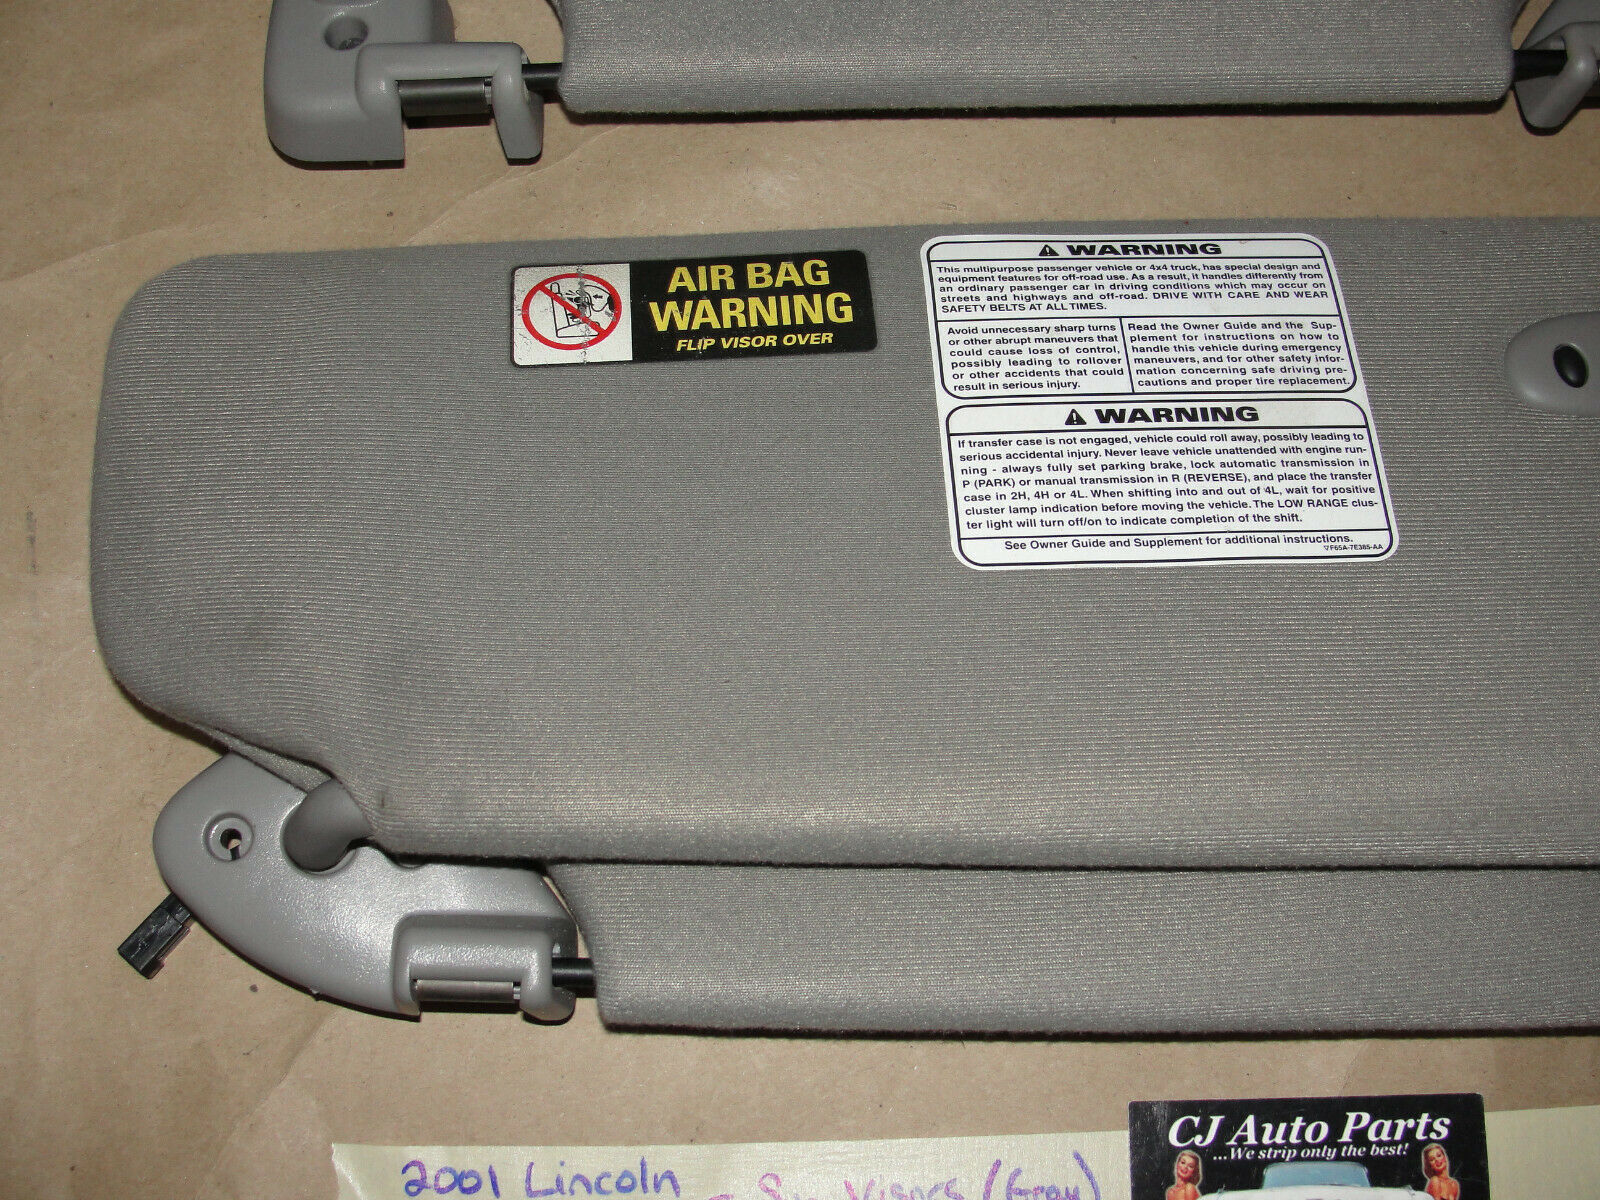 AIR BAG
WARNING
FLIP VISOR OVER
WARNING
This multipurpose passenger vehicle or 4x4 truck, has special design and
equipment features for off-road use. As a result, it handles differently from
an ordinary passenger car in driving conditions which may occur on
streets and highways and off-road. DRIVE WITH CARE AND WEAR
SAFETY BELTS AT ALL TIMES.
Avoid unnecessary sharp turns
or other abrupt maneuvers that
could cause loss of control,
possibly leading to rollover
or other accidents that could
result in serious injury.
Read the Owner Guide and the Sup-
plement for instructions on how to
handle this vehicle during emergency
maneuvers, and for other safety infor-
mation concerning safe driving pre-
cautions and proper tire replacement.
WARNING
If transfer case is not engaged, vehicle could roll away, possibly leading to
serious accidental injury. Never leave vehicle unattended with engine run-
ning - always fully set parking brake, lock automatic transmission in
P (PARK) or manual transmission in R (REVERSE), and place the transfer
case in 2H, 4H or 4L. When shifting into and out of 4L, wait for positive
cluster lamp indication before moving the vehicle. The LOW RANGE clus-
ter light will turn off/on to indicate completion of the shift.
See Owner Guide and Supplement for additional instructions.
F65A-7E385-AA
CJ Auto Parts
...We strip only the best!
2001 Lincoln
Visors (Gray)